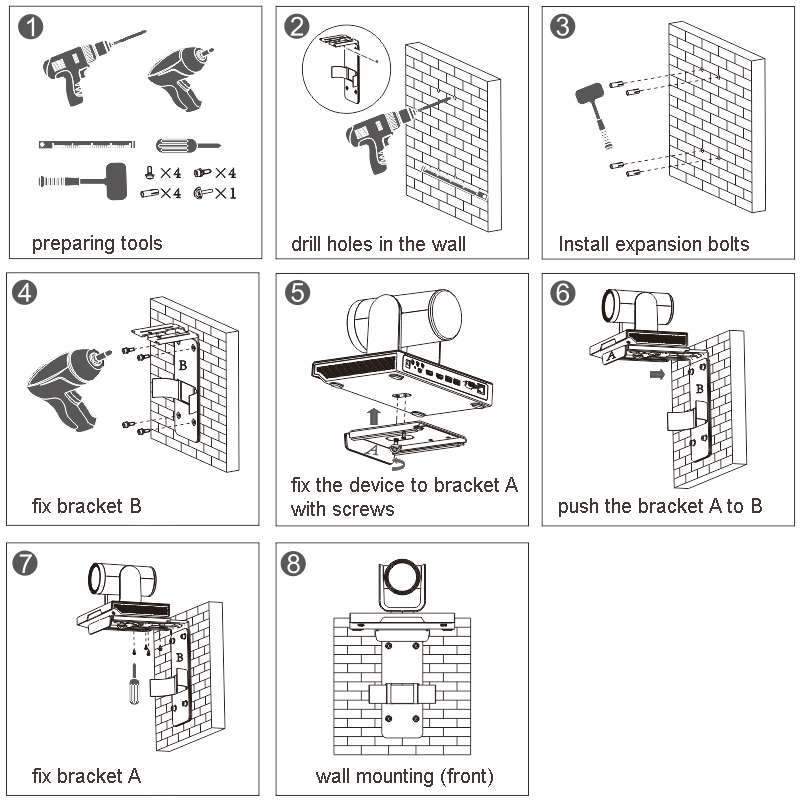 1
×4
×4
×4
×1
preparing tools
2
drill holes in the wall
3
Install expansion bolts
4
B
fix bracket B
5
A
fix the device to bracket A
with screws
6
A
B
push the bracket A to B
7
B
fix bracket A
8
wall mounting (front)